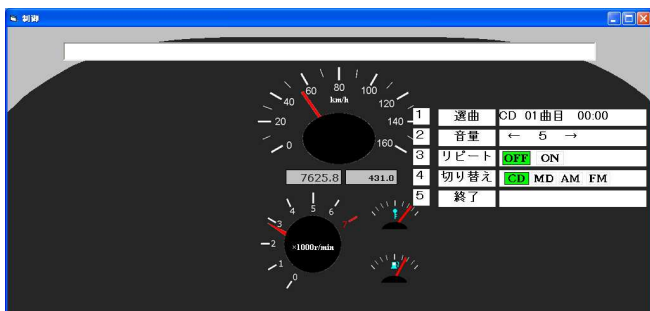 制御
60 80 100
km/h
40 120
20 140
0 160
7625.8 431.0
4 5 6
3 7
2 ×1000r/min
1
0
1 選曲 CD 01曲目 00:00
2 音量 ← 5 →
3 リピート OFF ON
4 切り替え CD MD AM FM
5 終了